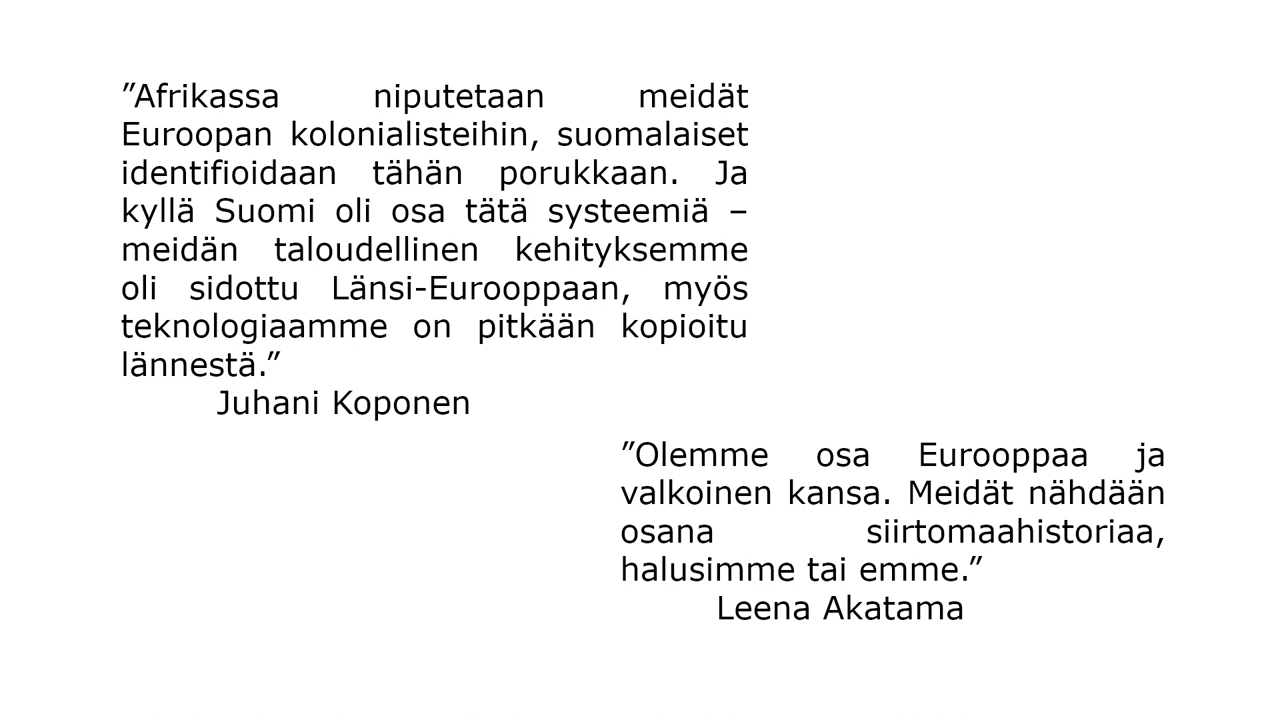 ”Afrikassa niputetaan meidät
Euroopan kolonialisteihin, suomalaiset
identifioidaan tähän porukkaan. Ja
kyllä Suomi oli osa tätä systeemiä –
meidän taloudellinen kehityksemme
oli sidottu Länsi-Eurooppaan, myös
teknologiaamme on pitkään kopioitu
lännestä.”
Juhani Koponen
”Olemme osa Eurooppaa ja
valkoinen kansa. Meidät nähdään
osana siirtomaahistoriaa,
halusimme tai emme.”
Leena Akatama